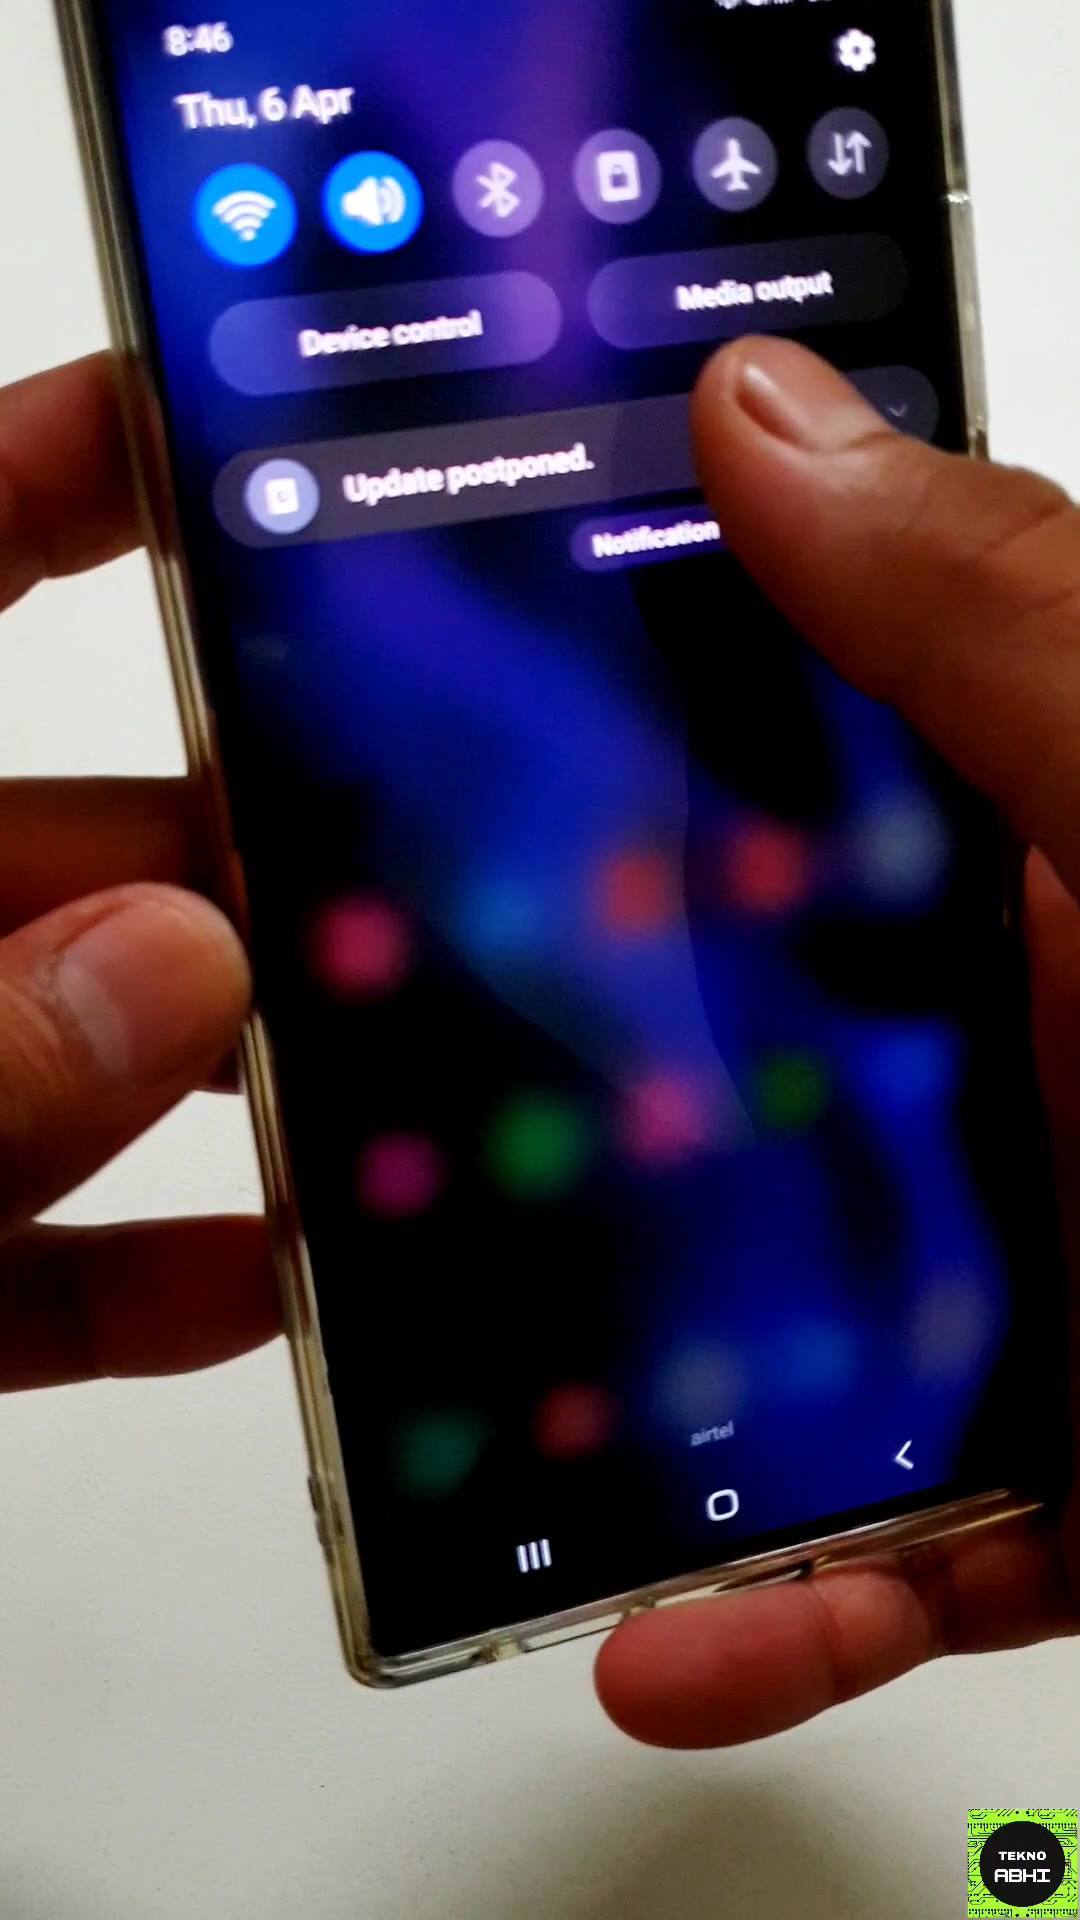 8:46
Thu, 6 Apr
Device control
Media output
Update postponed.
Notification
airtel
TEKNO
ABHI